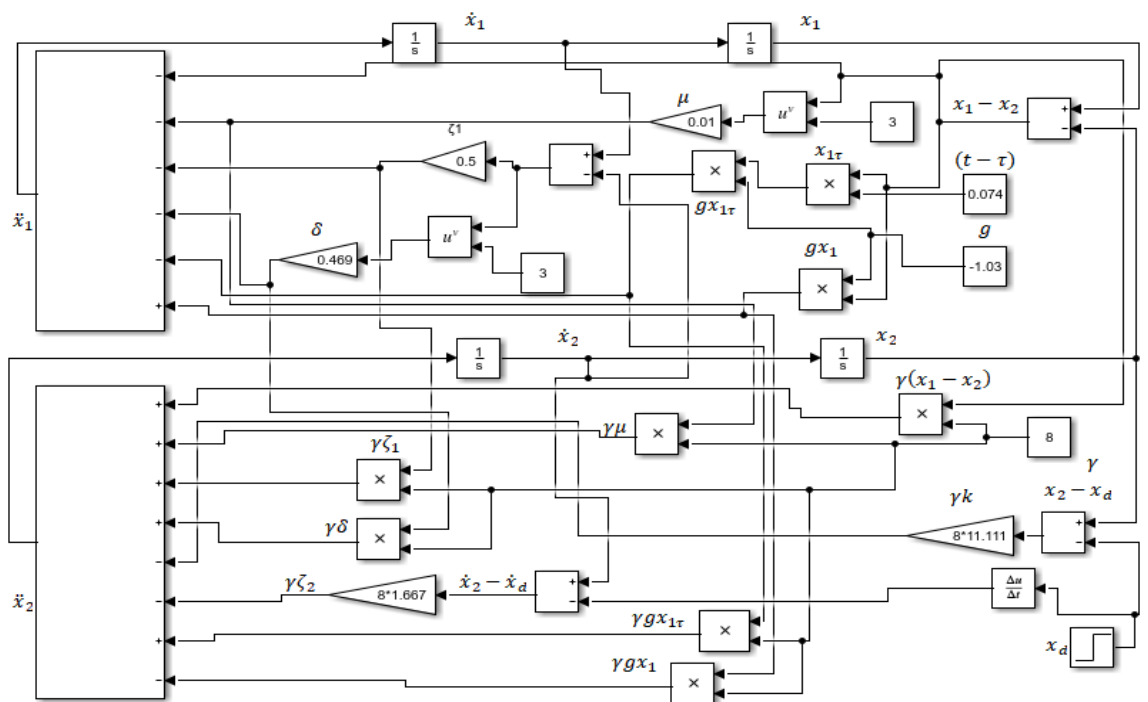 ẋ₁ x₁
1/s 1/s
−
μ
0.01 uᵛ 3
x₁ − x₂ + −
−
ζ1
0.5
+ −
x₁τ
×
(t − τ)
0.074
×
gx₁τ
−
ẍ₁
−
δ
0.469
uᵛ
3
g
-1.03
gx₁
×
−
+
ẋ₂ x₂
1/s 1/s
γ(x₁ − x₂)
×
8
γ
+
+
γμ
×
−
γζ₁
×
+
γk
8*11.111
x₂ − x_d
+ −
+
γδ
×
−
ẍ₂
−
γζ₂
8*1.667
ẋ₂ − ẋ_d
+ −
Δu/Δt
γgx₁τ
×
x_d
+
γgx₁
×
−